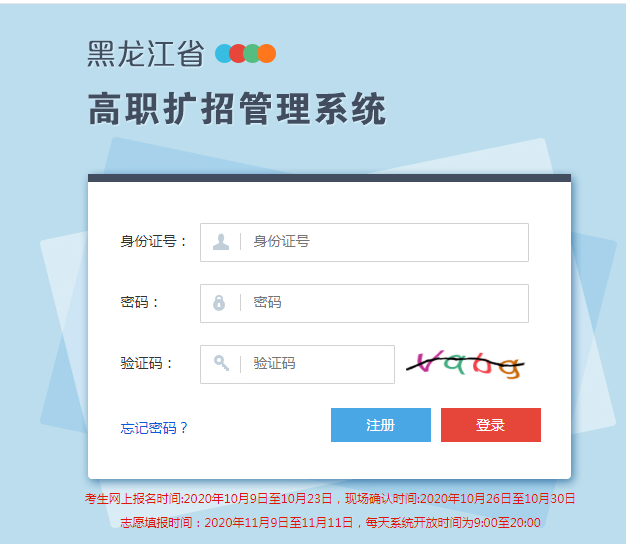 黑龙江省
高职扩招管理系统
身份证号： 身份证号
密码： 密码
验证码： 验证码 Vqbg
忘记密码？ 注册 登录
考生网上报名时间:2020年10月9日至10月23日，现场确认时间:2020年10月26日至10月30日
志愿填报时间：2020年11月9日至11月11日，每天系统开放时间为9:00至20:00